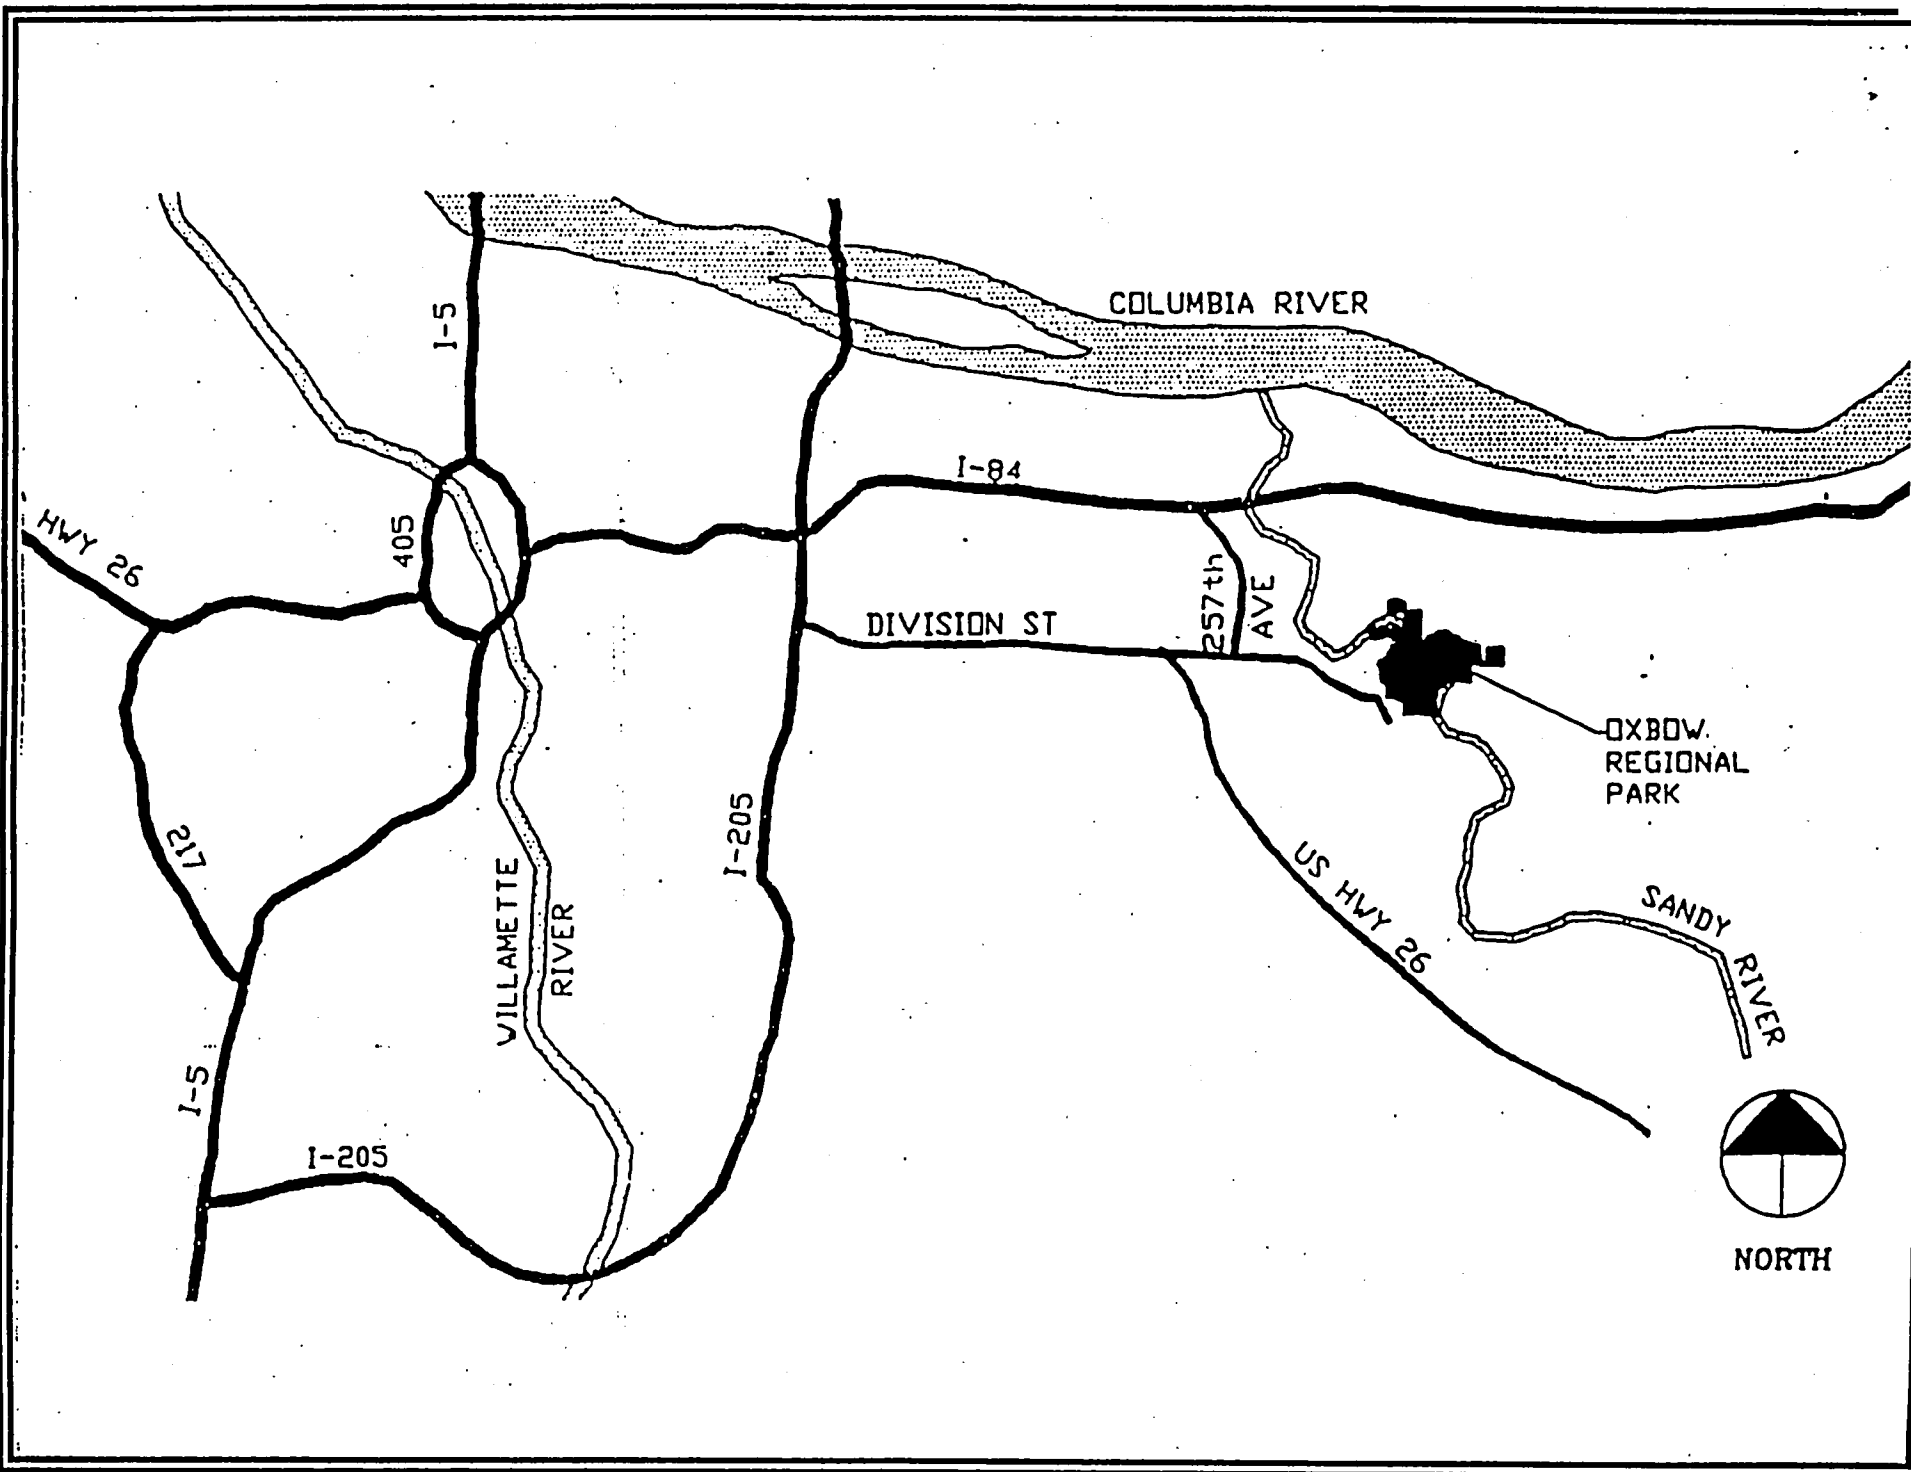 COLUMBIA RIVER
I-5
I-84
HWY 26
405
257th
AVE
DIVISION ST
OXBOW
REGIONAL
PARK
217
I-205
US HWY 26
WILLAMETTE
RIVER
SANDY
RIVER
I-5
I-205
NORTH